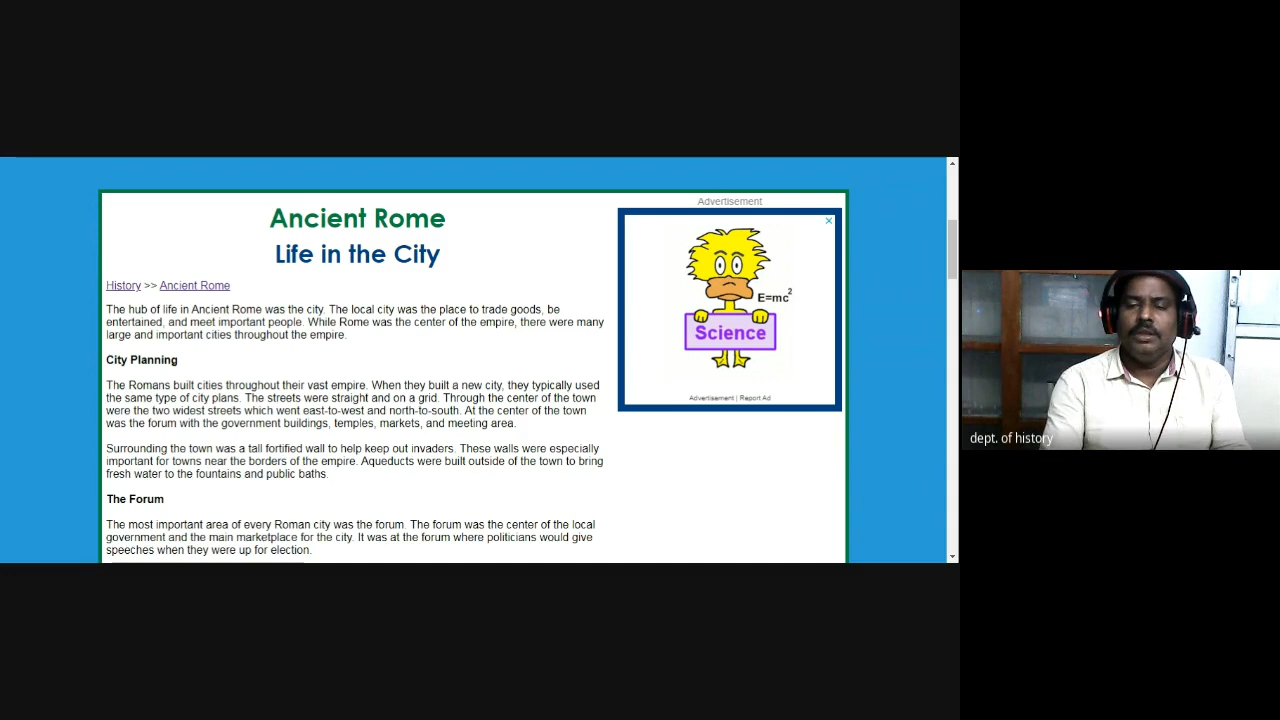 Ancient Rome
Life in the City
History >> Ancient Rome
The hub of life in Ancient Rome was the city. The local city was the place to trade goods, be
entertained, and meet important people. While Rome was the center of the empire, there were many
large and important cities throughout the empire.
City Planning
The Romans built cities throughout their vast empire. When they built a new city, they typically used
the same type of city plans. The streets were straight and on a grid. Through the center of the town
were the two widest streets which went east-to-west and north-to-south. At the center of the town
was the forum with the government buildings, temples, markets, and meeting area.
Surrounding the town was a tall fortified wall to help keep out invaders. These walls were especially
important for towns near the borders of the empire. Aqueducts were built outside of the town to bring
fresh water to the fountains and public baths.
The Forum
The most important area of every Roman city was the forum. The forum was the center of the local
government and the main marketplace for the city. It was at the forum where politicians would give
speeches when they were up for election.
Advertisement
E=mc²
Science
Advertisement | Report Ad
dept. of history